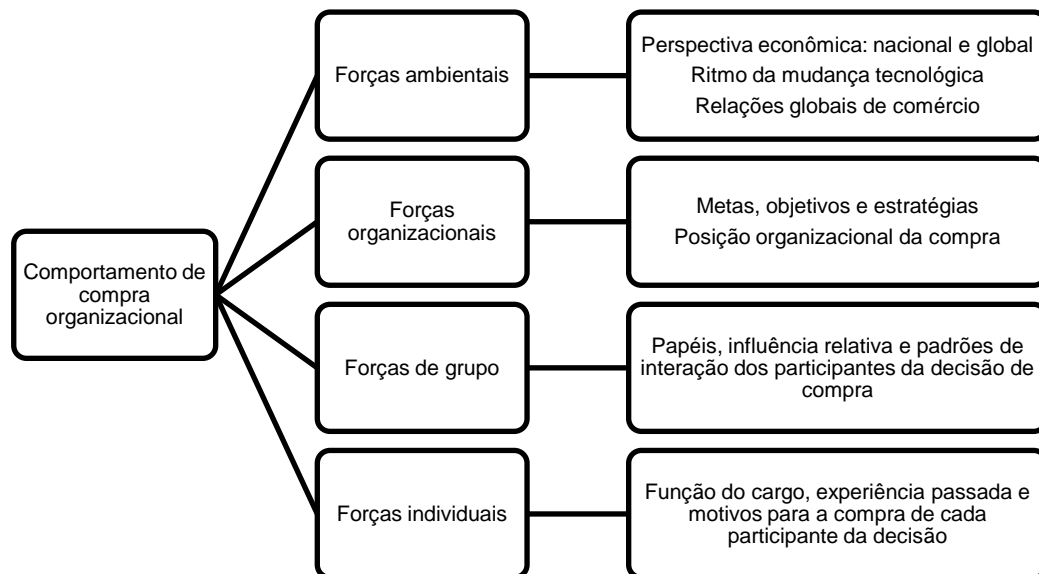 Comportamento de
compra
organizacional
Forças ambientais
Perspectiva econômica: nacional e global
Ritmo da mudança tecnológica
Relações globais de comércio
Forças
organizacionais
Metas, objetivos e estratégias
Posição organizacional da compra
Forças de grupo
Papéis, influência relativa e padrões de
interação dos participantes da decisão de
compra
Forças individuais
Função do cargo, experiência passada e
motivos para a compra de cada
participante da decisão